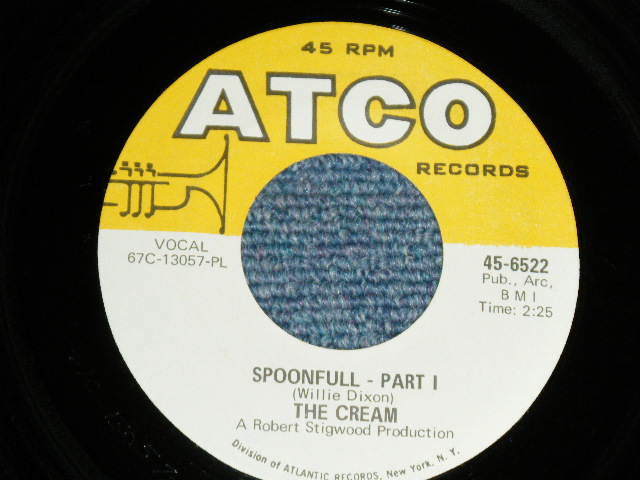 45 RPM
ATCO
RECORDS
VOCAL
67C-13057-PL
45-6522
Pub., Arc,
B M I
Time: 2:25
SPOONFULL - PART I
(Willie Dixon)
THE CREAM
A Robert Stigwood Production
Division of ATLANTIC RECORDS, New York, N. Y.